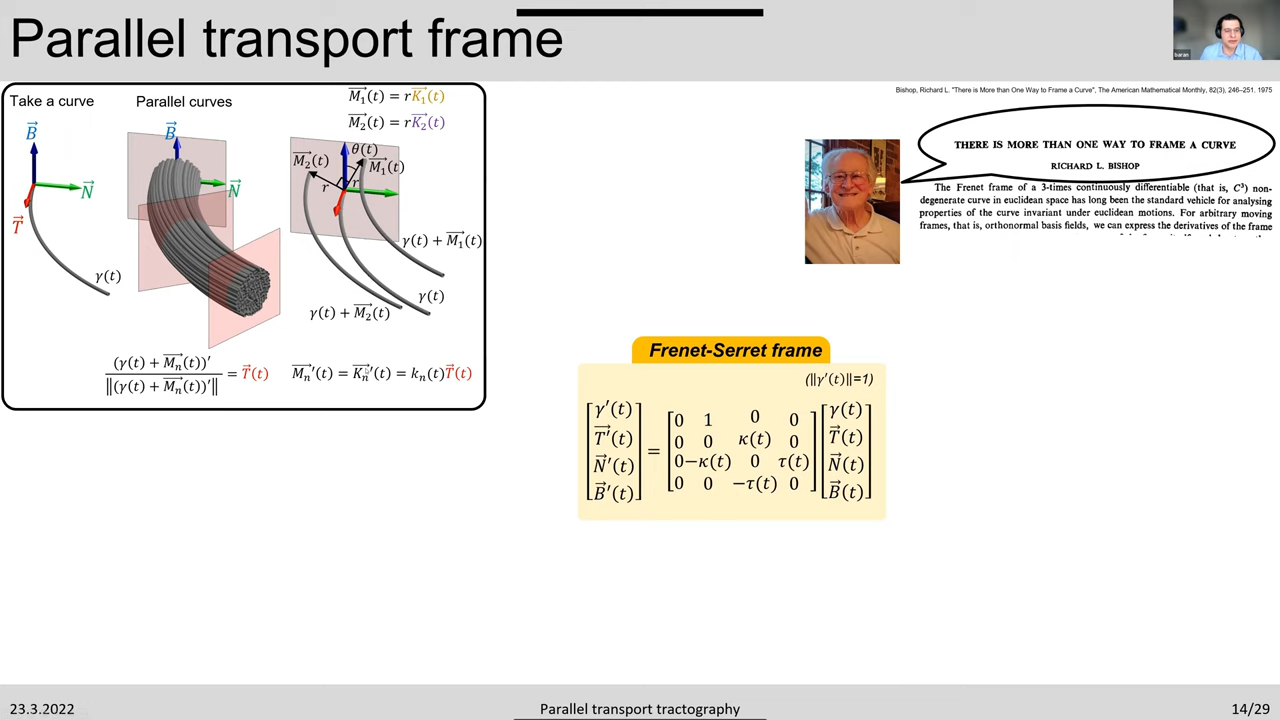 Parallel transport frame
baran
Bishop, Richard L. "There is More than One Way to Frame a Curve", The American Mathematical Monthly, 82(3), 246–251. 1975
THERE IS MORE THAN ONE WAY TO FRAME A CURVE
RICHARD L. BISHOP
The Frenet frame of a 3-times continuously differentiable (that is, C³) non-
degenerate curve in euclidean space has long been the standard vehicle for analysing
properties of the curve invariant under euclidean motions. For arbitrary moving
frames, that is, orthonormal basis fields, we can express the derivatives of the frame
Take a curve
Parallel curves
M₁⃗(t) = rK₁⃗(t)
M₂⃗(t) = rK₂⃗(t)
B⃗
N⃗
T⃗
γ(t)
B⃗
N⃗
θ(t)
M₂⃗(t)
M₁⃗(t)
r
r
γ(t) + M₁⃗(t)
γ(t)
γ(t) + M₂⃗(t)
(γ(t) + Mₙ⃗(t))′ / ‖(γ(t) + Mₙ⃗(t))′‖ = T⃗(t)
Mₙ⃗′(t) = Kₙ⃗′(t) = kₙ(t)T⃗(t)
Frenet-Serret frame
(‖γ′(t)‖=1)
[γ′(t)] [0 1 0 0] [γ(t)]
[T⃗′(t)] [0 0 κ(t) 0] [T⃗(t)]
=
[N⃗′(t)] [0 −κ(t) 0 τ(t)] [N⃗(t)]
[B⃗′(t)] [0 0 −τ(t) 0] [B⃗(t)]
23.3.2022
Parallel transport tractography
14/29